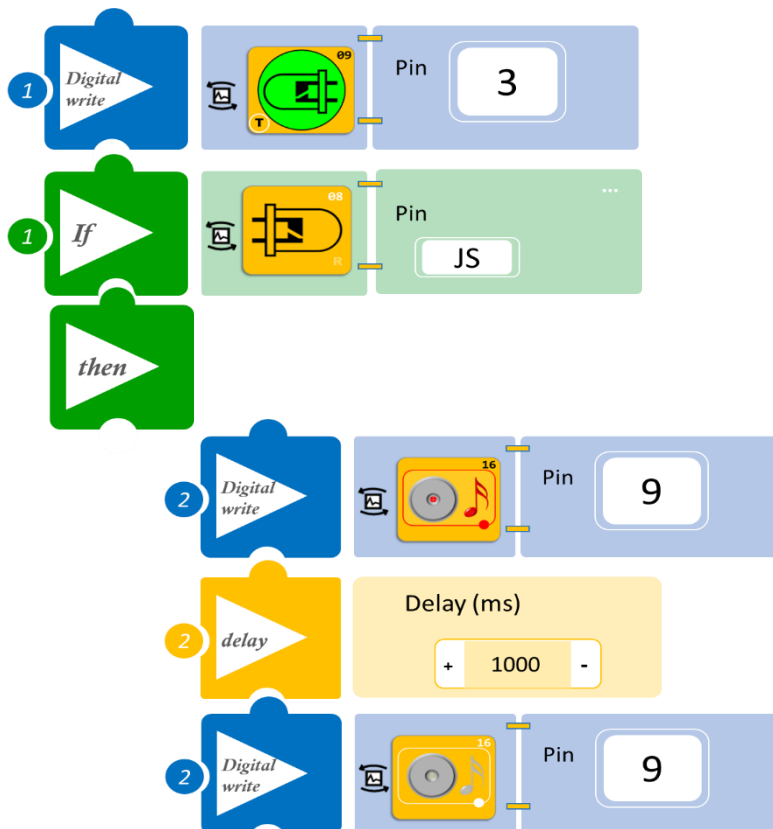 Digital
write
1
09
T
Pin
3
If
1
08
R
Pin
...
JS
then
Digital
write
2
16
Pin
9
Delay (ms)
delay
2
+ 1000 -
Digital
write
2
16
Pin
9